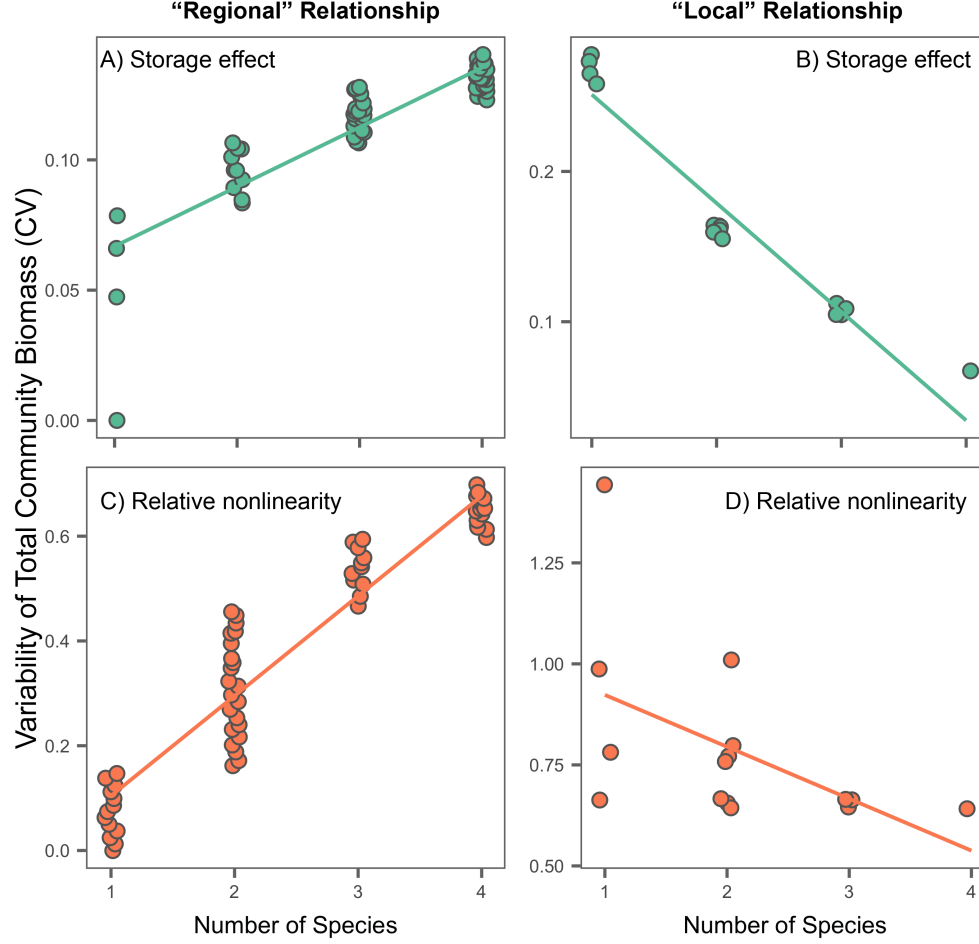 “Regional” Relationship
“Local” Relationship
Variability of Total Community Biomass (CV)
A) Storage effect
0.10
0.05
0.00
B) Storage effect
0.2
0.1
C) Relative nonlinearity
0.6
0.4
0.2
0.0
1 2 3 4
Number of Species
D) Relative nonlinearity
1.25
1.00
0.75
0.50
1 2 3 4
Number of Species